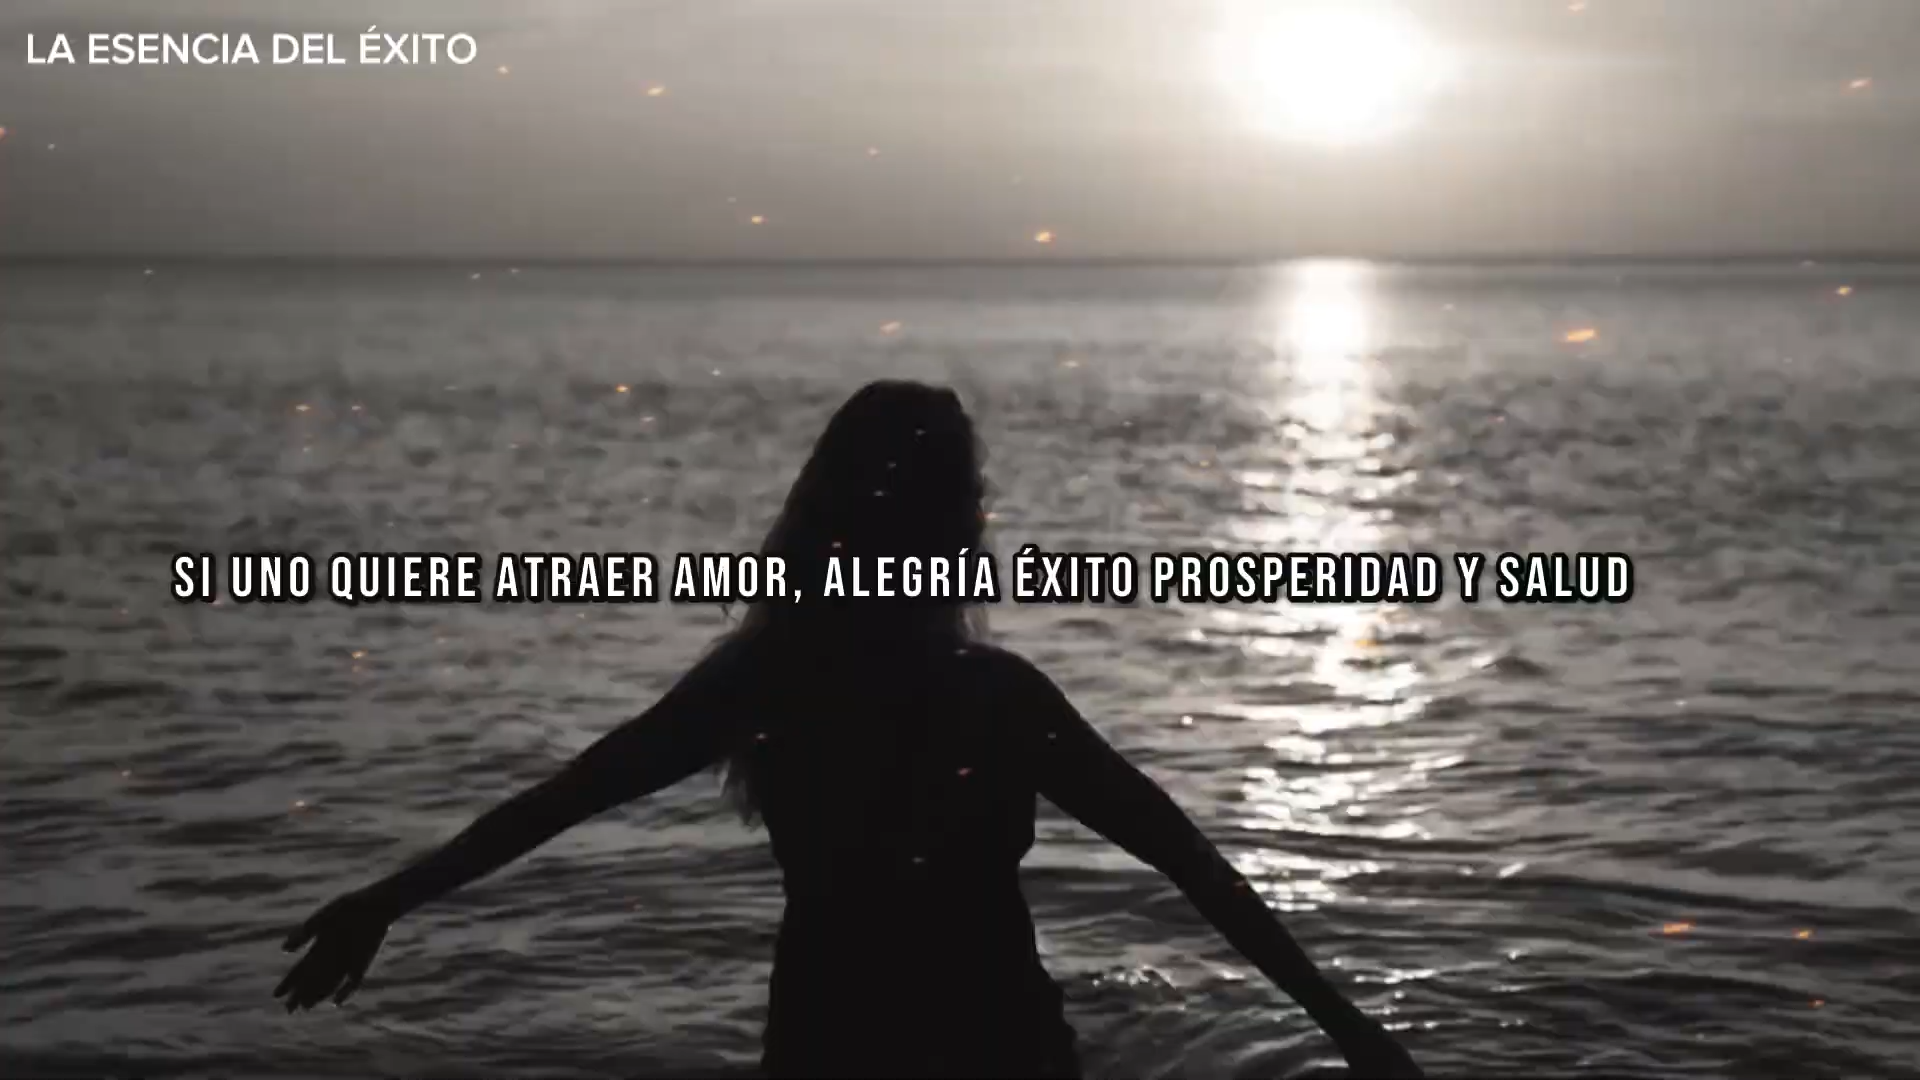 LA ESENCIA DEL ÉXITO
SI UNO QUIERE ATRAER AMOR, ALEGRÍA ÉXITO PROSPERIDAD Y SALUD